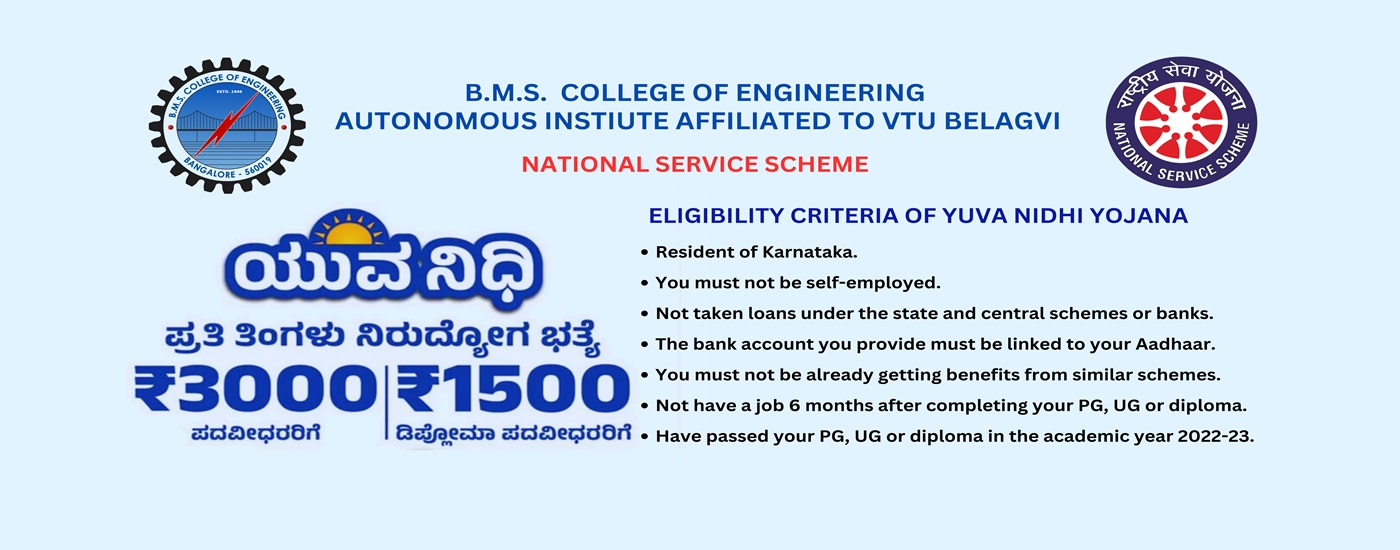 B.M.S. COLLEGE OF ENGINEERING
ESTD. 1946
BANGALORE - 560019
B.M.S. COLLEGE OF ENGINEERING
AUTONOMOUS INSTIUTE AFFILIATED TO VTU BELAGVI
NATIONAL SERVICE SCHEME
राष्ट्रीय सेवा योजना
NATIONAL SERVICE SCHEME
ಯುವ ನಿಧಿ
ಪ್ರತಿ ತಿಂಗಳು ನಿರುದ್ಯೋಗ ಭತ್ಯೆ
₹3000 ₹1500
ಪದವೀಧರರಿಗೆ ಡಿಪ್ಲೋಮಾ ಪದವೀಧರರಿಗೆ
ELIGIBILITY CRITERIA OF YUVA NIDHI YOJANA
• Resident of Karnataka.
• You must not be self-employed.
• Not taken loans under the state and central schemes or banks.
• The bank account you provide must be linked to your Aadhaar.
• You must not be already getting benefits from similar schemes.
• Not have a job 6 months after completing your PG, UG or diploma.
• Have passed your PG, UG or diploma in the academic year 2022-23.